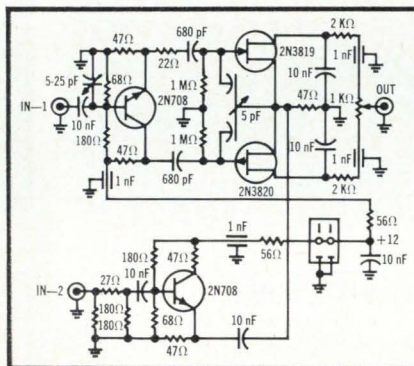 47Ω
680 pF
22Ω
2N3819
2 KΩ
1 nF
10 nF
5-25 pF
68Ω
IN—1
10 nF
2N708
1 MΩ
1 MΩ
5 pF
47Ω
1 KΩ
OUT
180Ω
47Ω
680 pF
2N3820
10 nF
1 nF
2 KΩ
1 nF
56Ω
+12
10 nF
180Ω
47Ω
1 nF
56Ω
IN—2
27Ω
10 nF
2N708
180Ω
180Ω
68Ω
47Ω
10 nF